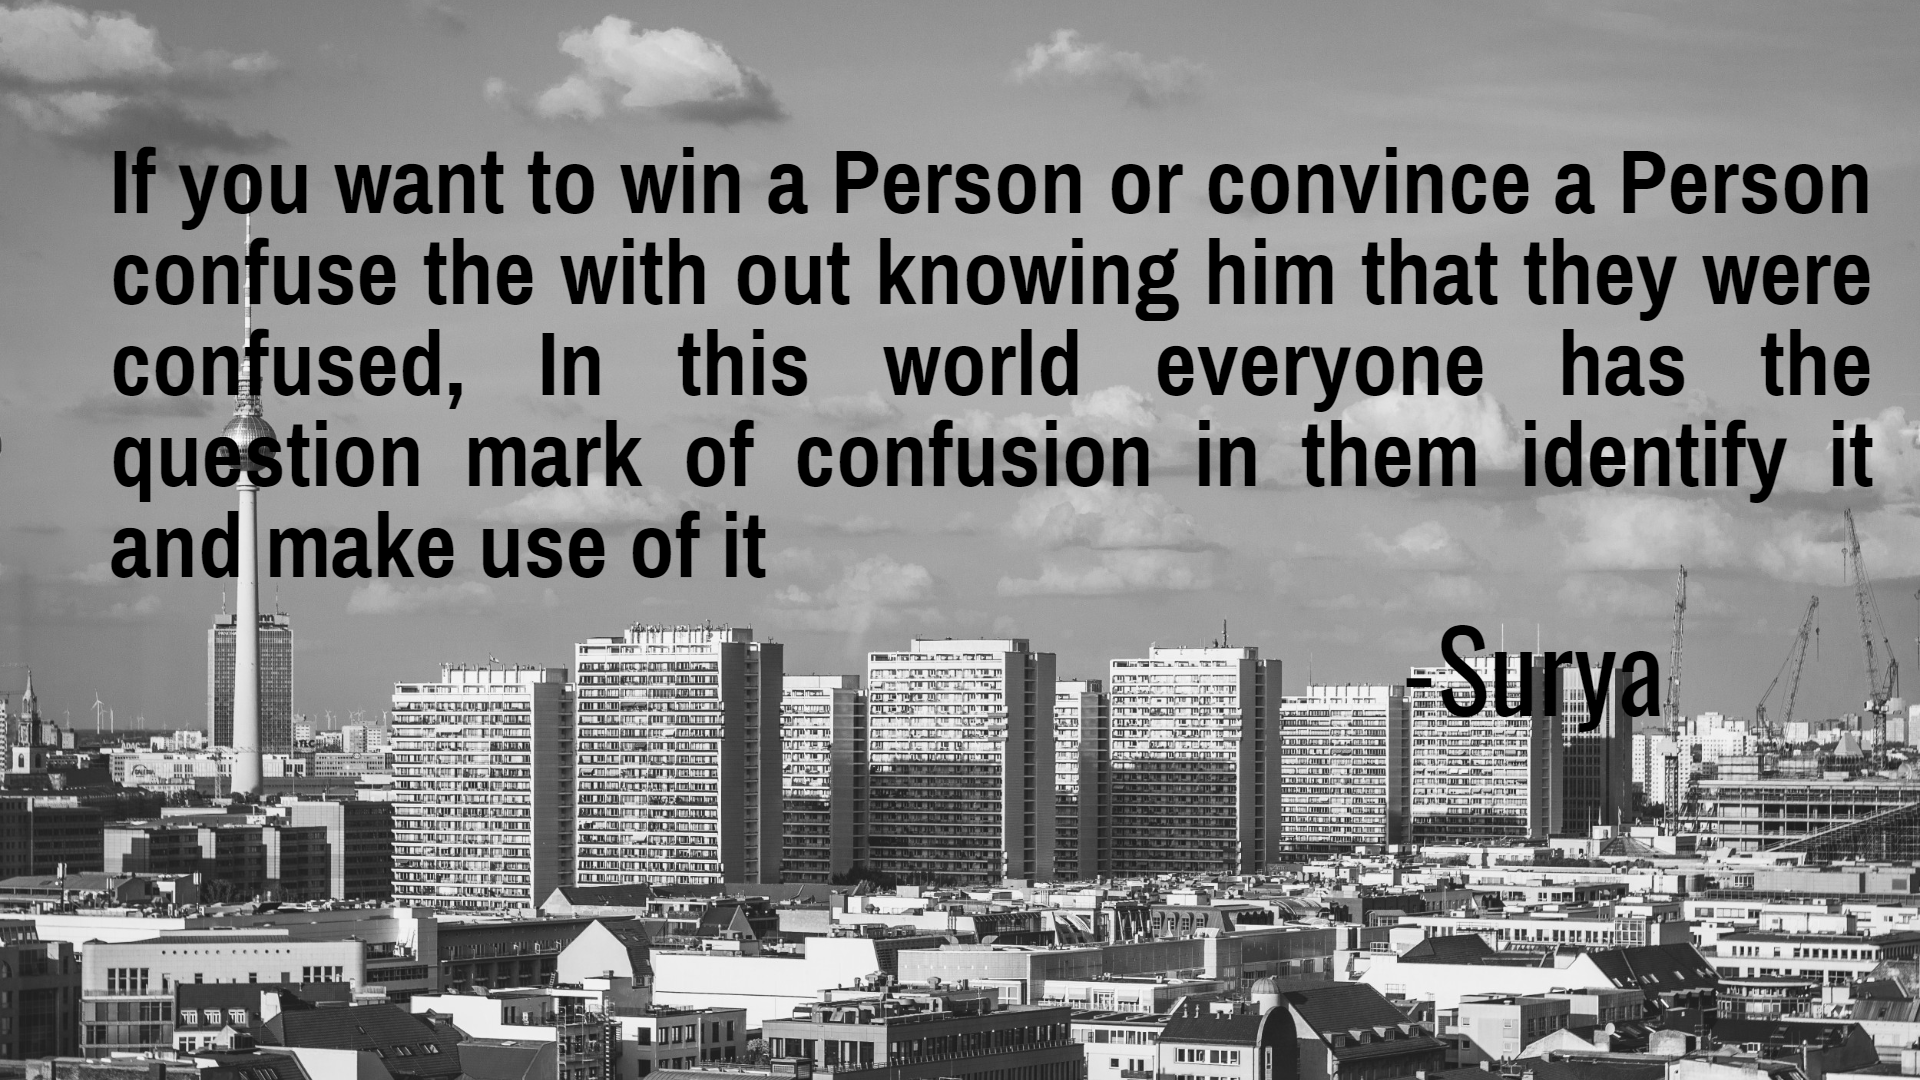 If you want to win a Person or convince a Person
confuse the with out knowing him that they were
confused, In this world everyone has the
question mark of confusion in them identify it
and make use of it
-Surya